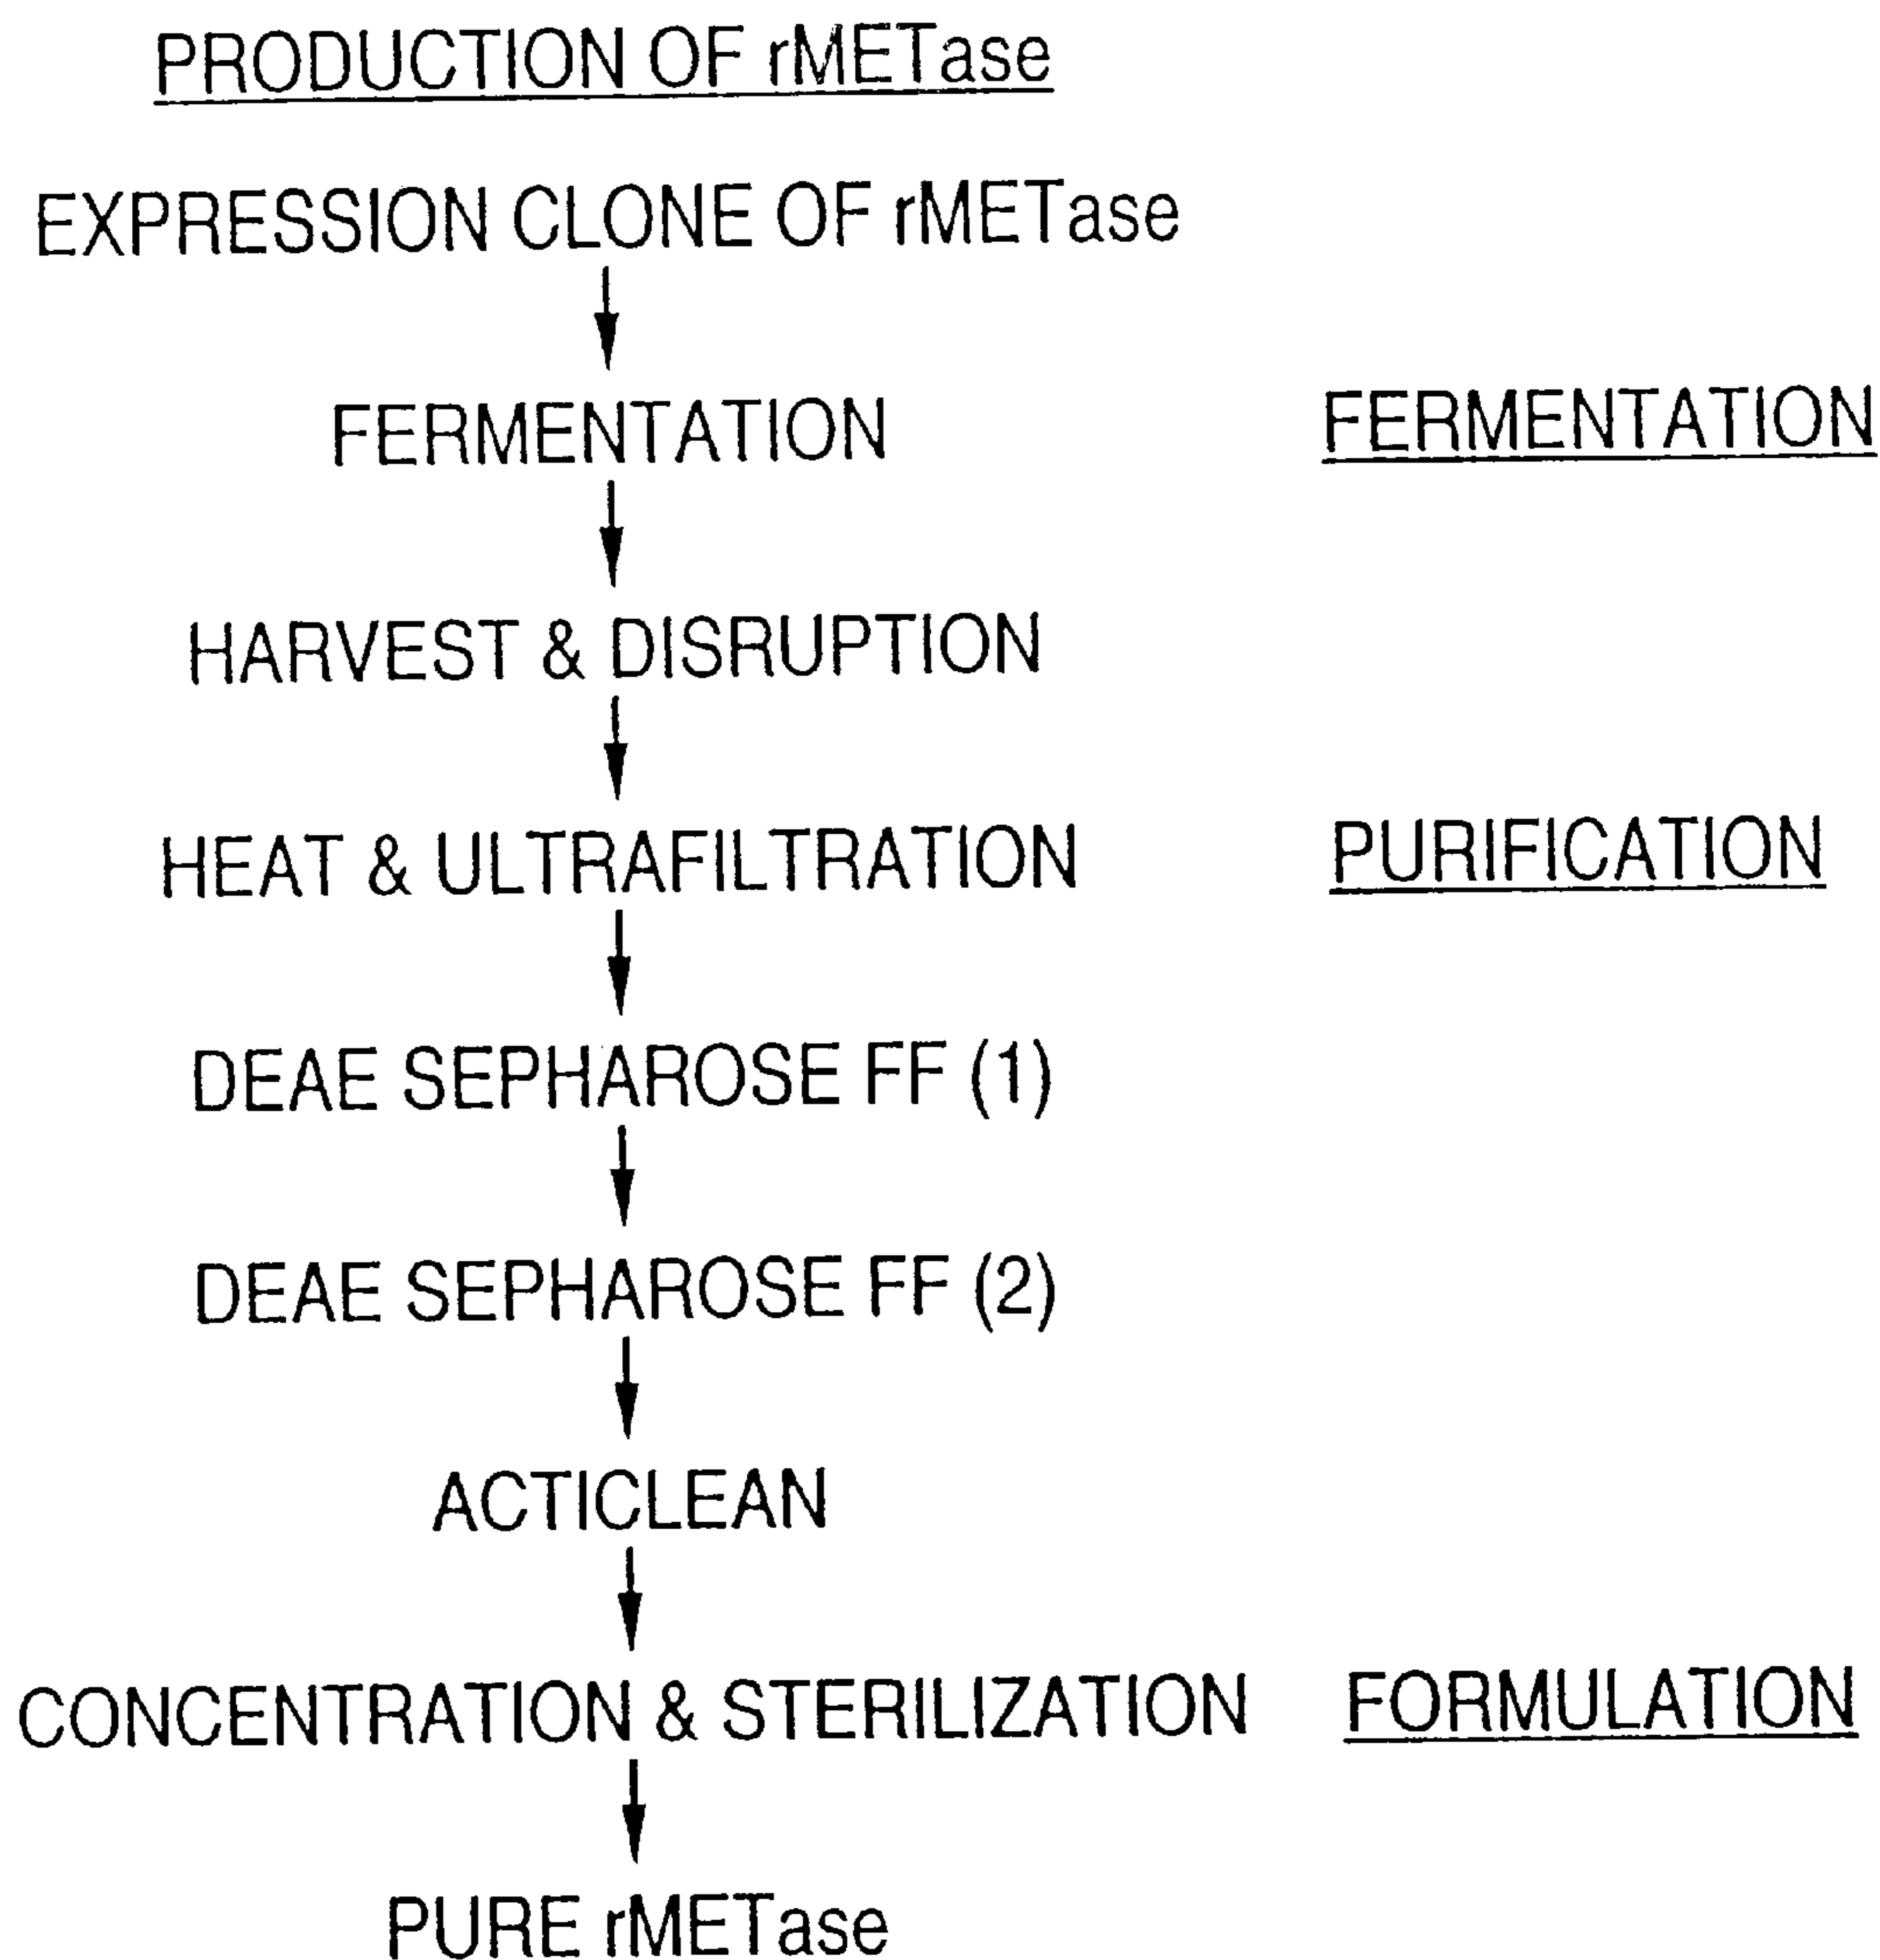 PRODUCTION OF rMETase
EXPRESSION CLONE OF rMETase
FERMENTATION FERMENTATION
HARVEST & DISRUPTION
HEAT & ULTRAFILTRATION PURIFICATION
DEAE SEPHAROSE FF (1)
DEAE SEPHAROSE FF (2)
ACTICLEAN
CONCENTRATION & STERILIZATION FORMULATION
PURE rMETase